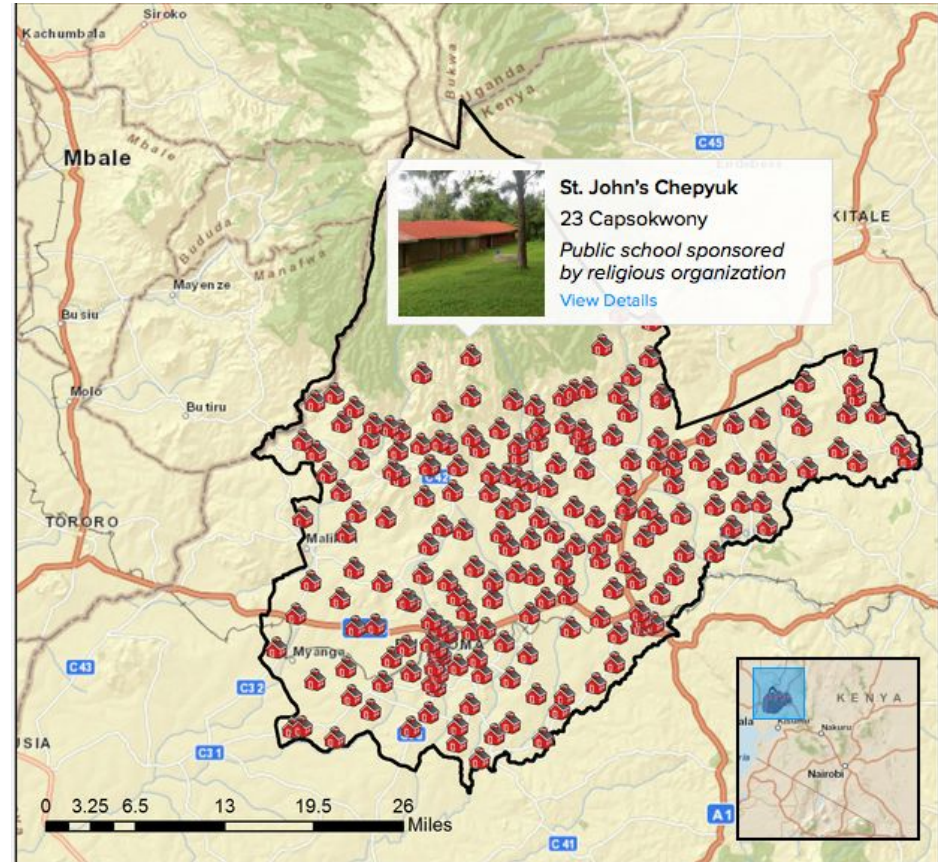 Siroko
Kachumbala
Bukwa
Uganda
Kenya
C45
Mbale
Mbale
St. John's Chepyuk
23 Capsokwony
Public school sponsored
by religious organization
View Details
KITALE
Bududa
Manafwa
Mayenze
Busiu
Molo
Butiru
C42
TORORO
Myanga
C43
C32
USIA
C31
KENYA
Kisumu
Nakuru
Nairobi
0 3.25 6.5 13 19.5 26
Miles
A1
C41